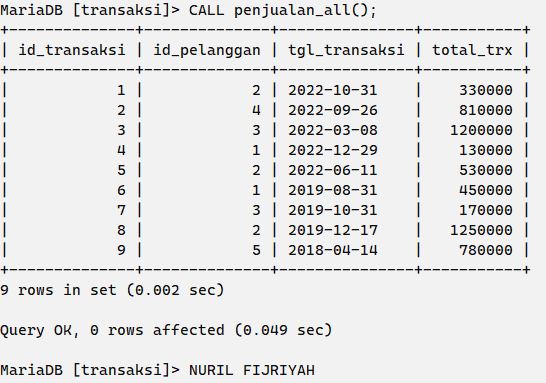 MariaDB [transaksi]> CALL penjualan_all();
+--------------+--------------+---------------+-----------+
| id_transaksi | id_pelanggan | tgl_transaksi | total_trx |
+--------------+--------------+---------------+-----------+
|            1 |            2 | 2022-10-31    |    330000 |
|            2 |            4 | 2022-09-26    |    810000 |
|            3 |            3 | 2022-03-08    |   1200000 |
|            4 |            1 | 2022-12-29    |    130000 |
|            5 |            2 | 2022-06-11    |    530000 |
|            6 |            1 | 2019-08-31    |    450000 |
|            7 |            3 | 2019-10-31    |    170000 |
|            8 |            2 | 2019-12-17    |   1250000 |
|            9 |            5 | 2018-04-14    |    780000 |
+--------------+--------------+---------------+-----------+
9 rows in set (0.002 sec)

Query OK, 0 rows affected (0.049 sec)

MariaDB [transaksi]> NURIL FIJRIYAH